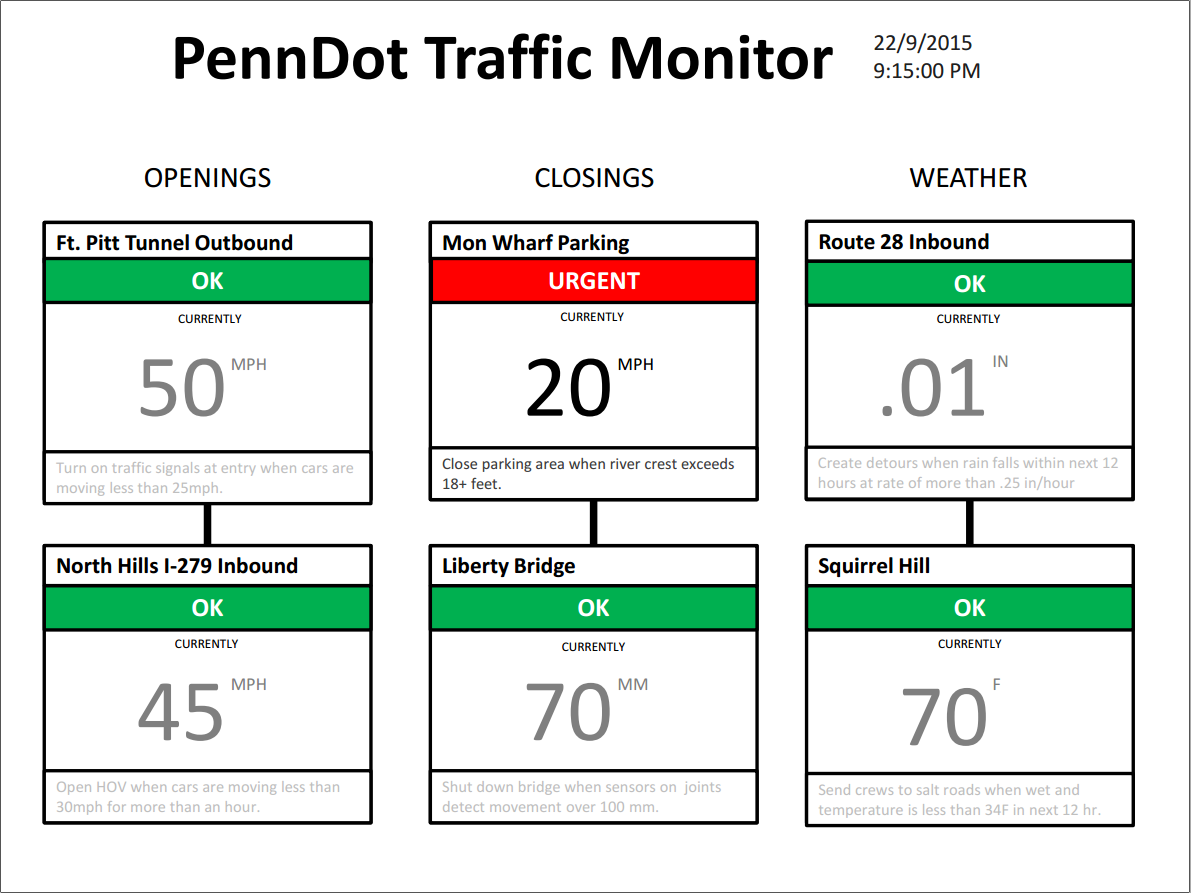 PennDot Traffic Monitor
22/9/2015
9:15:00 PM
OPENINGS
Ft. Pitt Tunnel Outbound
OK
CURRENTLY
50 MPH
Turn on traffic signals at entry when cars are
moving less than 25mph.
North Hills I-279 Inbound
OK
CURRENTLY
45 MPH
Open HOV when cars are moving less than
30mph for more than an hour.
CLOSINGS
Mon Wharf Parking
URGENT
CURRENTLY
20 MPH
Close parking area when river crest exceeds
18+ feet.
Liberty Bridge
OK
CURRENTLY
70 MM
Shut down bridge when sensors on joints
detect movement over 100 mm.
WEATHER
Route 28 Inbound
OK
CURRENTLY
.01 IN
Create detours when rain falls within next 12
hours at rate of more than .25 in/hour
Squirrel Hill
OK
CURRENTLY
70 F
Send crews to salt roads when wet and
temperature is less than 34F in next 12 hr.